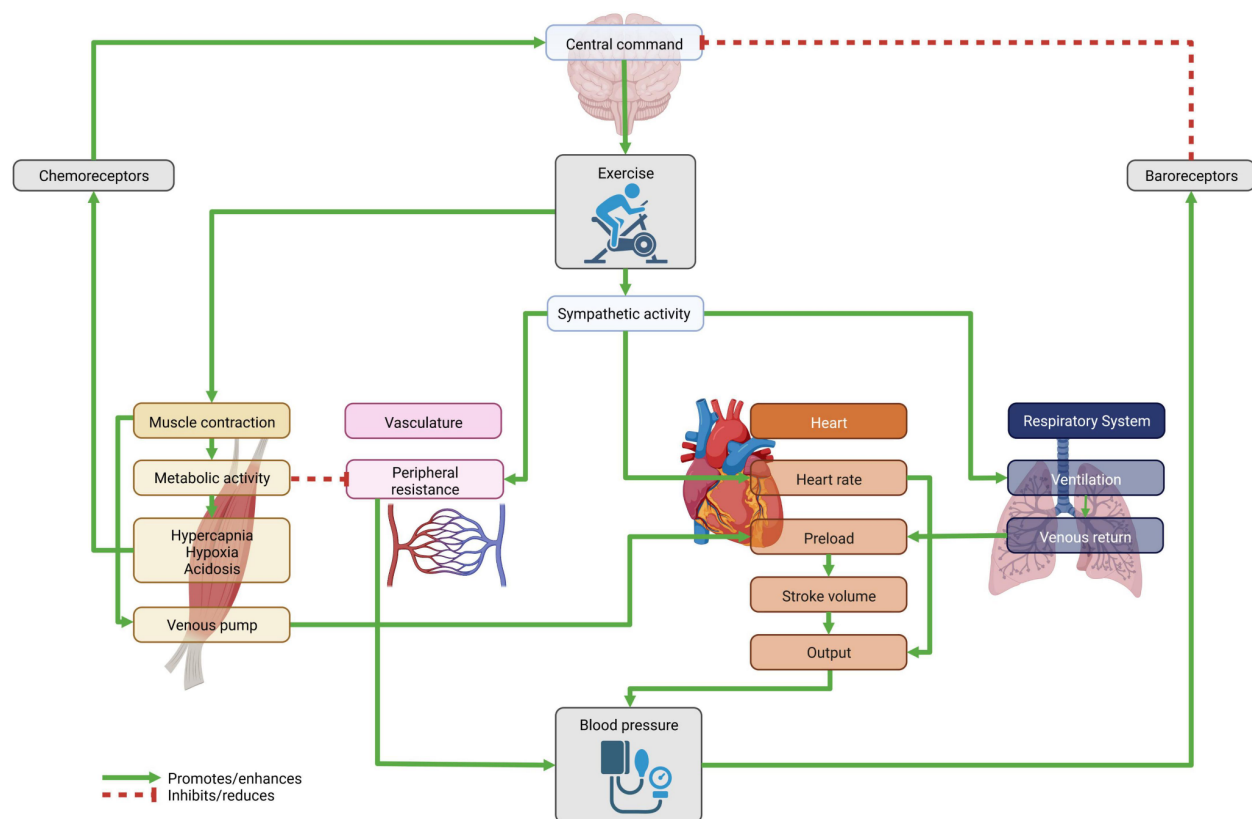 Central command
Chemoreceptors
Exercise
Baroreceptors
Sympathetic activity
Muscle contraction
Vasculature
Heart
Respiratory System
Metabolic activity
Peripheral
resistance
Heart rate
Ventilation
Hypercapnia
Hypoxia
Acidosis
Preload
Venous return
Stroke volume
Venous pump
Output
Blood pressure
Promotes/enhances
Inhibits/reduces